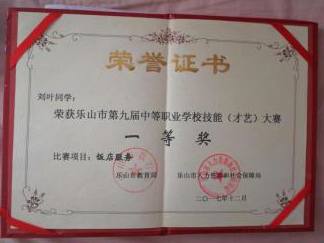 荣誉证书
刘叶同学：
荣获乐山市第九届中等职业学校技能（才艺）大赛
一等奖
比赛项目：饭店服务
乐山市教育局 乐山市人力资源和社会保障局
二〇一七年十二月